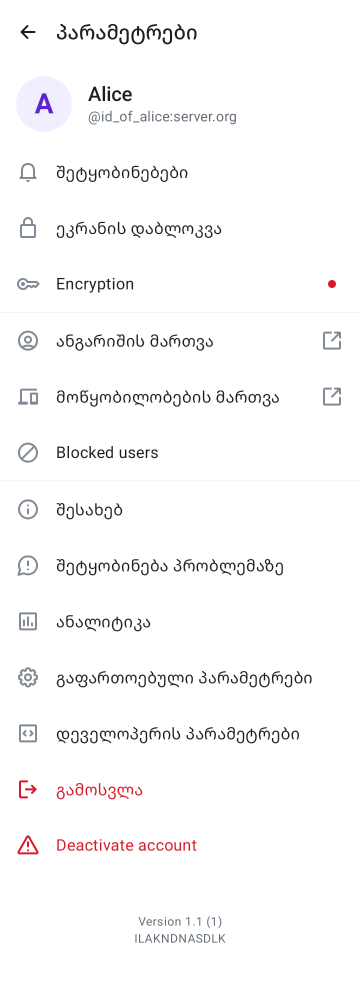 პარამეტრები
A
Alice
@id_of_alice:server.org
შეტყობინებები
ეკრანის დაბლოკვა
Encryption
ანგარიშის მართვა
მოწყობილობების მართვა
Blocked users
შესახებ
შეტყობინება პრობლემაზე
ანალიტიკა
გაფართოებული პარამეტრები
დეველოპერის პარამეტრები
გამოსვლა
Deactivate account
Version 1.1 (1)
ILAKNDNASDLK